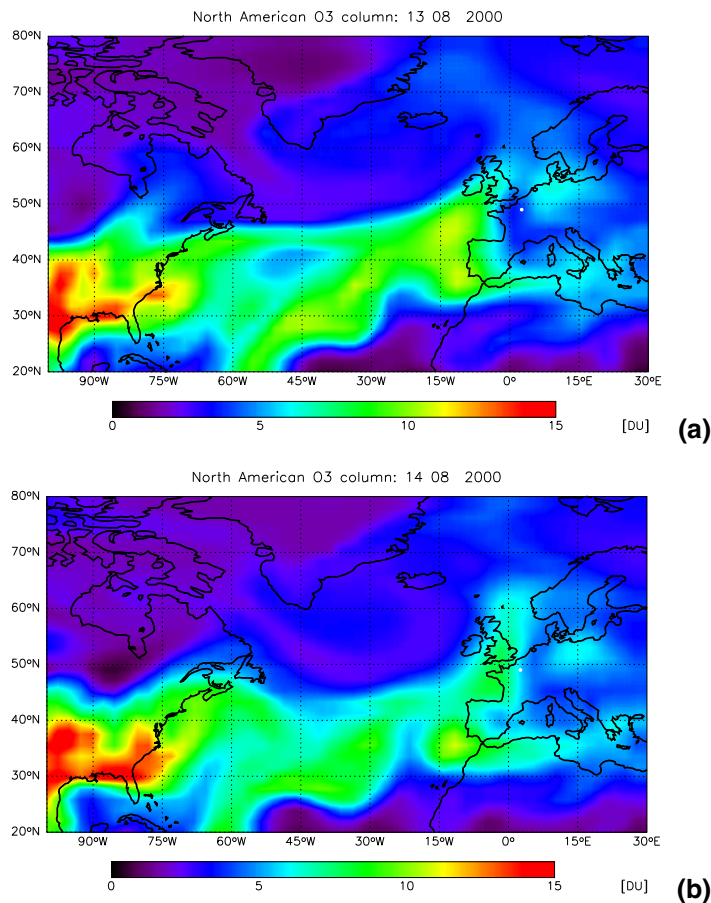 North American O3 column: 13 08 2000
80°N
70°N
60°N
50°N
40°N
30°N
20°N
90°W 75°W 60°W 45°W 30°W 15°W 0° 15°E 30°E
0 5 10 15 [DU]
(a)
North American O3 column: 14 08 2000
80°N
70°N
60°N
50°N
40°N
30°N
20°N
90°W 75°W 60°W 45°W 30°W 15°W 0° 15°E 30°E
0 5 10 15 [DU]
(b)